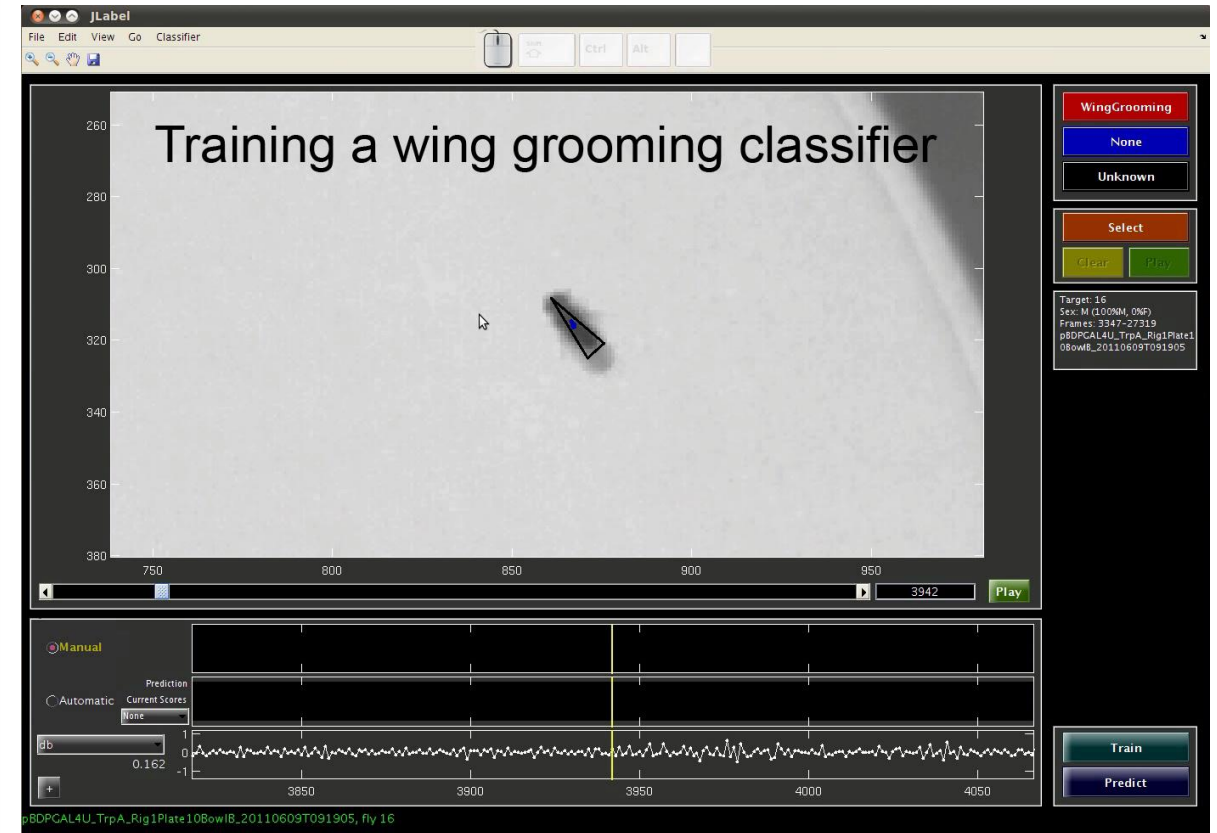 JLabel
File Edit View Go Classifier
Ctrl Alt
Training a wing grooming classifier
260
280
300
320
340
360
380
750 800 850 900 950
3942 Play
WingGrooming
None
Unknown
Select
Clear Play
Target: 16
Sex: M (100%M, 0%F)
Frames: 3347-27319
pBDPGAL4U_TrpA_Rig1Plate1
0BowlB_20110609T091905
Manual
Prediction
Automatic Current Scores
None
db
0.162
1
0
-1
+
3850 3900 3950 4000 4050
Train
Predict
pBDPGAL4U_TrpA_Rig1Plate10BowlB_20110609T091905, fly 16